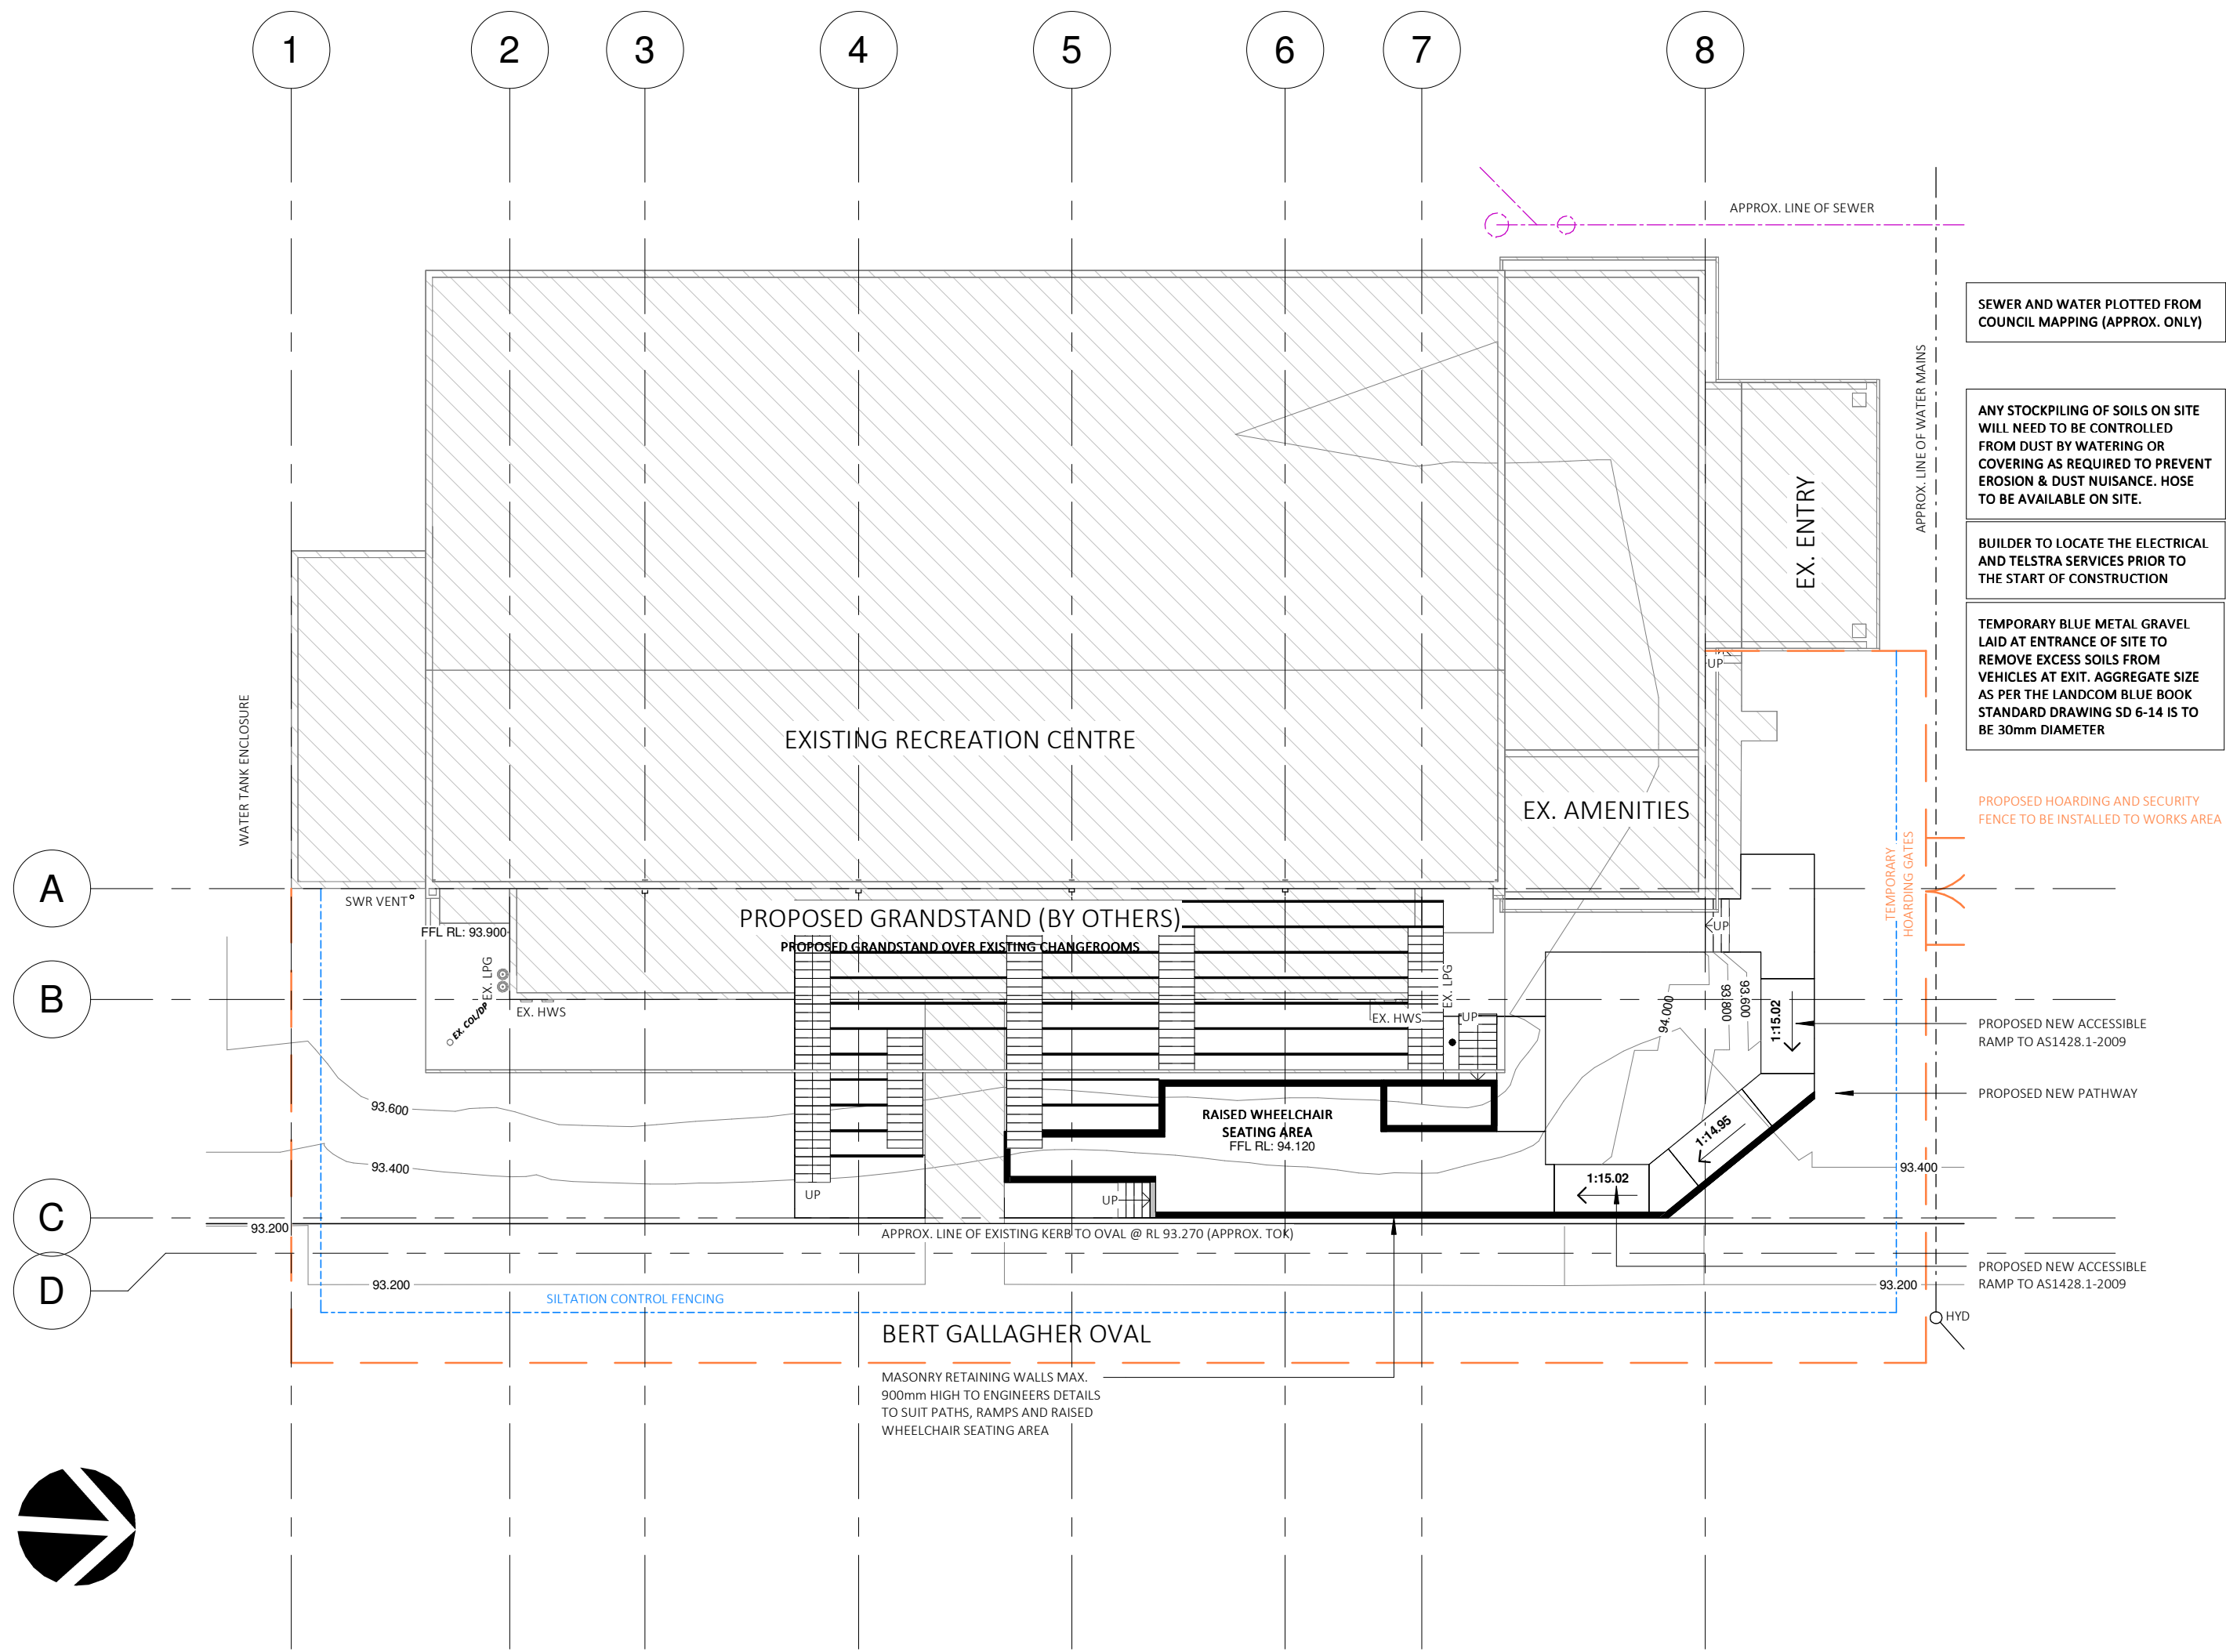 1
2
3
4
5
6
7
8
APPROX. LINE OF SEWER
SEWER AND WATER PLOTTED FROM
COUNCIL MAPPING (APPROX. ONLY)
APPROX. LINE OF WATER MAINS
ANY STOCKPILING OF SOILS ON SITE
WILL NEED TO BE CONTROLLED
FROM DUST BY WATERING OR
COVERING AS REQUIRED TO PREVENT
EROSION & DUST NUISANCE. HOSE
TO BE AVAILABLE ON SITE.
EX. ENTRY
BUILDER TO LOCATE THE ELECTRICAL
AND TELSTRA SERVICES PRIOR TO
THE START OF CONSTRUCTION
TEMPORARY BLUE METAL GRAVEL
LAID AT ENTRANCE OF SITE TO
REMOVE EXCESS SOILS FROM
VEHICLES AT EXIT. AGGREGATE SIZE
AS PER THE LANDCOM BLUE BOOK
STANDARD DRAWING SD 6-14 IS TO
BE 30mm DIAMETER
UP
WATER TANK ENCLOSURE
EXISTING RECREATION CENTRE
EX. AMENITIES
PROPOSED HOARDING AND SECURITY
FENCE TO BE INSTALLED TO WORKS AREA
TEMPORARY
HOARDING GATES
A
SWR VENT
PROPOSED GRANDSTAND (BY OTHERS)
FFL RL: 93.900
PROPOSED GRANDSTAND OVER EXISTING CHANGEROOMS
UP
EX. LPG
EX. LPG
B
EX. COL/DP
EX. HWS
EX. HWS
UP
94.000
93.800
93.600
1:15.02
PROPOSED NEW ACCESSIBLE
RAMP TO AS1428.1-2009
PROPOSED NEW PATHWAY
93.600
RAISED WHEELCHAIR
SEATING AREA
FFL RL: 94.120
1:14.95
93.400
93.400
1:15.02
UP
UP
C
93.200
APPROX. LINE OF EXISTING KERB TO OVAL @ RL 93.270 (APPROX. TOK)
PROPOSED NEW ACCESSIBLE
RAMP TO AS1428.1-2009
D
93.200
93.200
SILTATION CONTROL FENCING
HYD
BERT GALLAGHER OVAL
MASONRY RETAINING WALLS MAX.
900mm HIGH TO ENGINEERS DETAILS
TO SUIT PATHS, RAMPS AND RAISED
WHEELCHAIR SEATING AREA